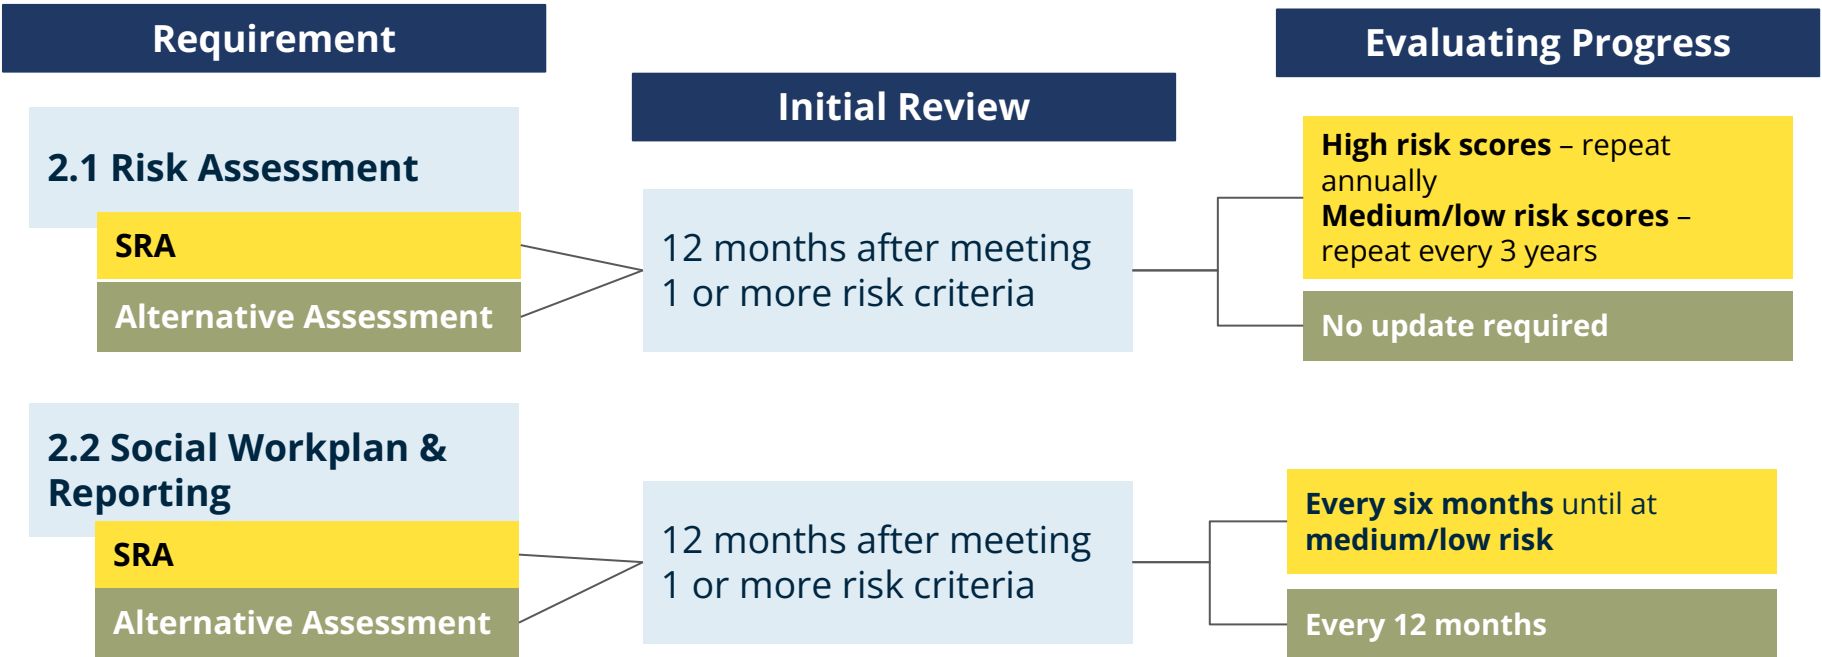 Requirement
Initial Review
Evaluating Progress
2.1 Risk Assessment
SRA
Alternative Assessment
12 months after meeting
1 or more risk criteria
High risk scores – repeat
annually
Medium/low risk scores –
repeat every 3 years
No update required
2.2 Social Workplan &
Reporting
SRA
Alternative Assessment
12 months after meeting
1 or more risk criteria
Every six months until at
medium/low risk
Every 12 months